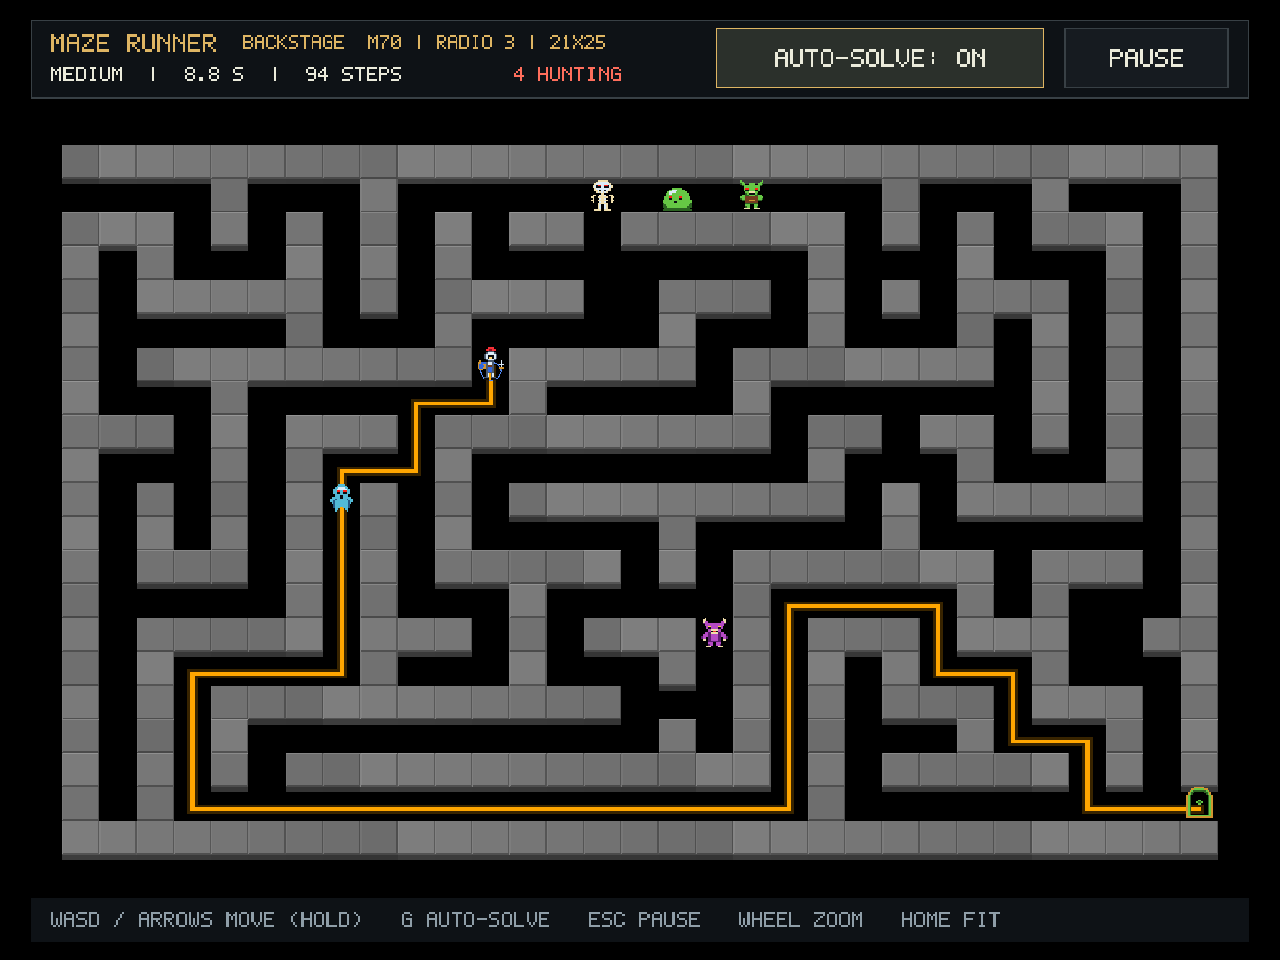 MAZE RUNNER BACKSTAGE M70 | RADIO 3 | 21X25
MEDIUM | 8.8 S | 94 STEPS 4 HUNTING
AUTO-SOLVE: ON
PAUSE
WASD / ARROWS MOVE (HOLD) G AUTO-SOLVE ESC PAUSE WHEEL ZOOM HOME FIT